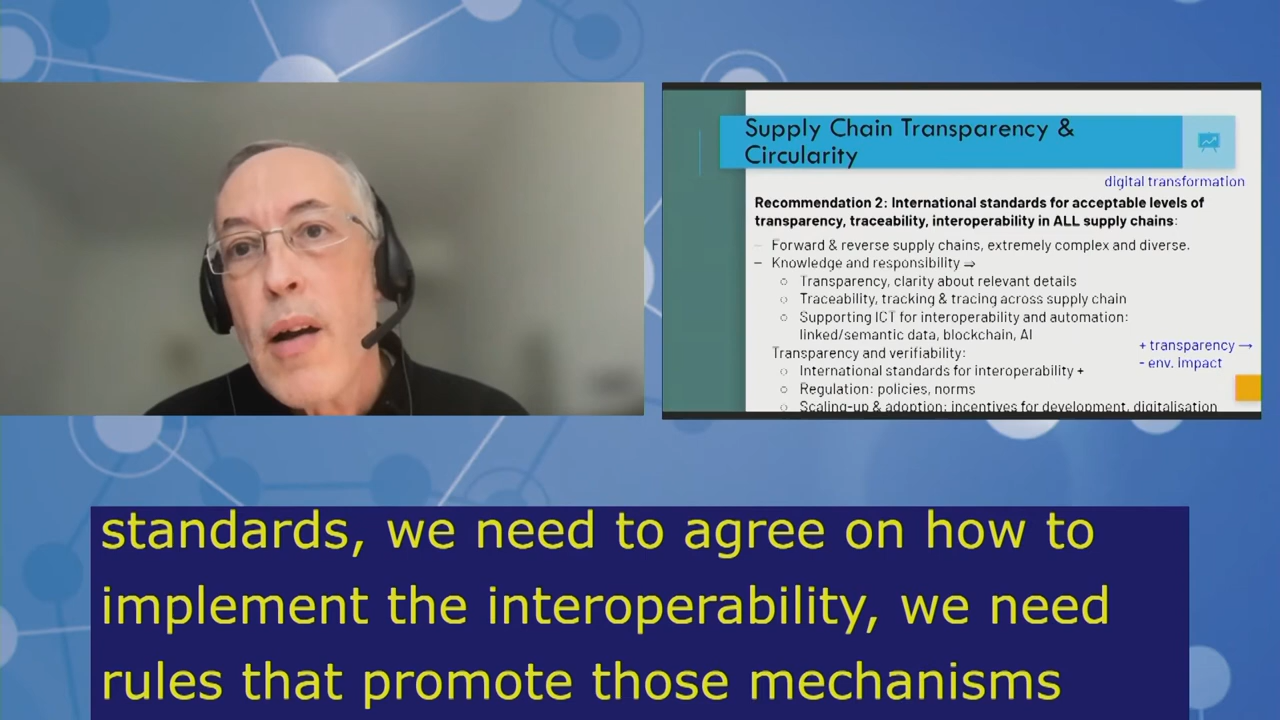 Supply Chain Transparency &
Circularity
digital transformation
Recommendation 2: International standards for acceptable levels of
transparency, traceability, interoperability in ALL supply chains:
– Forward & reverse supply chains, extremely complex and diverse.
– Knowledge and responsibility ⇒
○ Transparency, clarity about relevant details
○ Traceability, tracking & tracing across supply chain
○ Supporting ICT for interoperability and automation:
linked/semantic data, blockchain, AI
+ transparency →
- env. impact
Transparency and verifiability:
○ International standards for interoperability +
○ Regulation: policies, norms
○ Scaling-up & adoption: incentives for development, digitalisation
standards, we need to agree on how to
implement the interoperability, we need
rules that promote those mechanisms